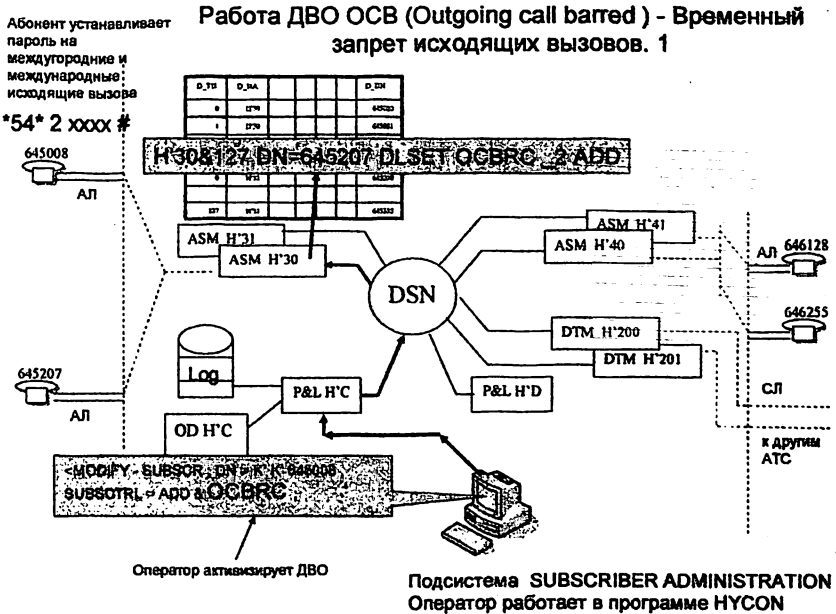 Работа ДВО ОСВ (Outgoing call barred ) - Временный
запрет исходящих вызовов. 1
Абонент устанавливает
пароль на
междугородние и
международные
исходящие вызова
*54* 2 xxxx #
645008
АЛ
D_DN
H'30&127 DN=645207 DLSET OCBRC _2 ADD
ASM H'31
ASM H'30
DSN
ASM H'41
ASM H'40
АЛ
646128
646255
DTM H'200
DTM H'201
СЛ
к другим
АТС
645207
АЛ
Log
P&L H'C
P&L H'D
OD H'C
<MODIFY - SUBSCR DN = K' K'
SUBSCTRL = ADD & OCBRC
Оператор активизирует ДВО
Подсистема SUBSCRIBER ADMINISTRATION
Оператор работает в программе HYCON